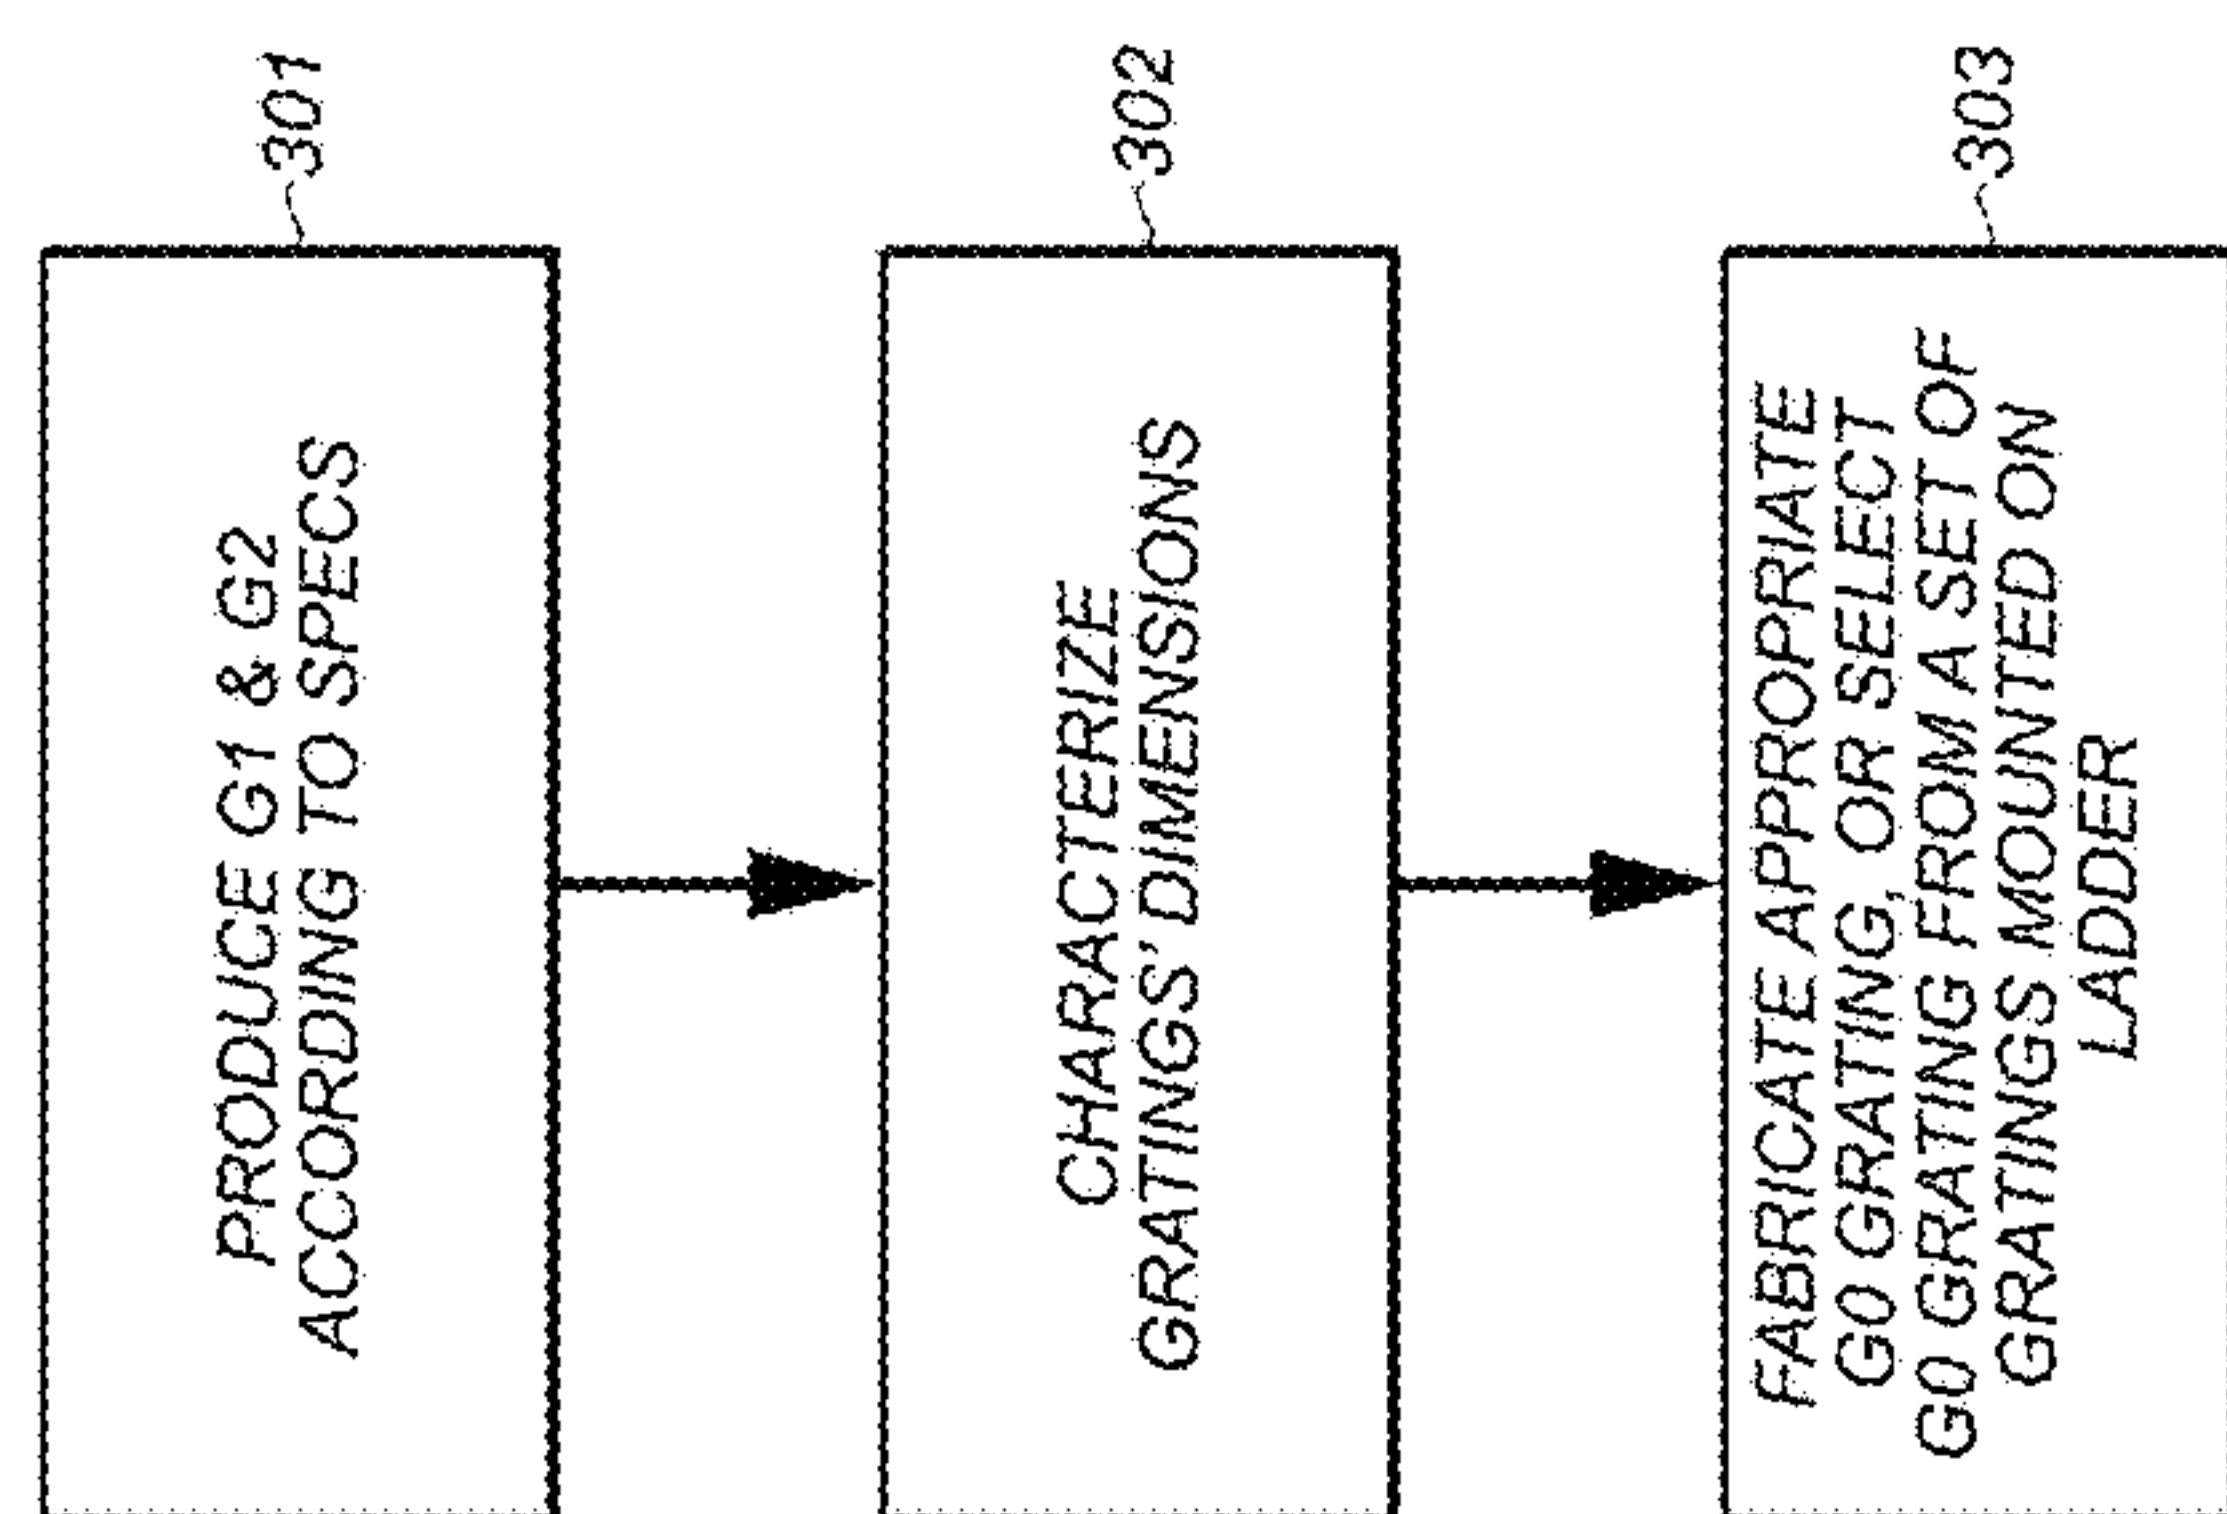 PRODUCE G1 & G2
ACCORDING TO SPECS
301
CHARACTERIZE
GRATINGS' DIMENSIONS
302
FABRICATE APPROPRIATE
G0 GRATING, OR SELECT
G0 GRATING FROM A SET OF
GRATINGS MOUNTED ON
LADDER
303